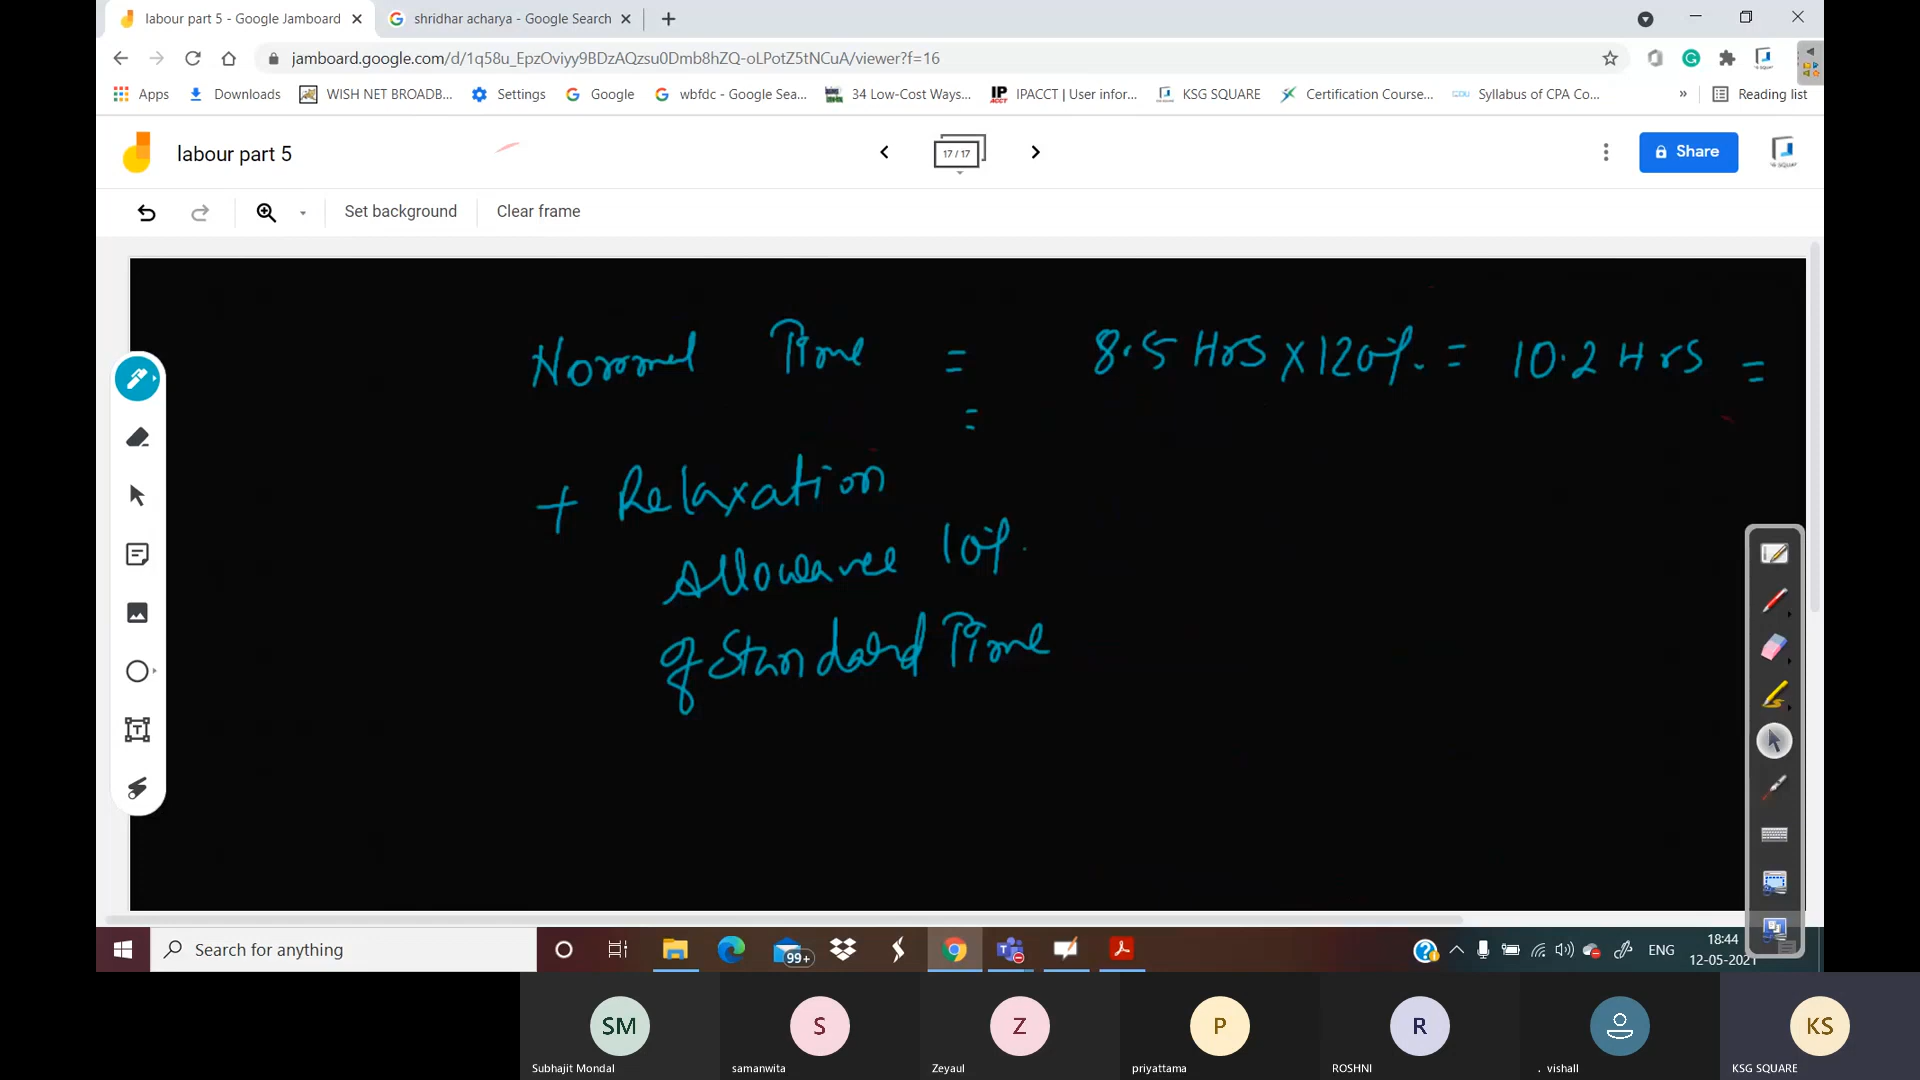 labour part 5 - Google Jamboard
shridhar acharya - Google Search
jamboard.google.com/d/1q58u_EpzOviyy9BDzAQzsu0Dmb8hZQ-oLPotZ5tNCuA/viewer?f=16
Apps
Downloads
WISH NET BROADB...
Settings
Google
wbfdc - Google Sea...
34 Low-Cost Ways...
IPACCT | User infor...
KSG SQUARE
Certification Course...
Syllabus of CPA Co...
»
Reading list
labour part 5
17 / 17
Share
Set background
Clear frame
Normal Time = 8.5 Hrs X 120%. = 10.2 Hrs =
=
+ Relaxation
Allowance 10%.
of Standard Time
Search for anything
99+
ENG
18:44
12-05-2021
SM
S
Z
P
R
KS
Subhajit Mondal
samanwita
Zeyaul
priyattama
ROSHNI
. vishall
KSG SQUARE